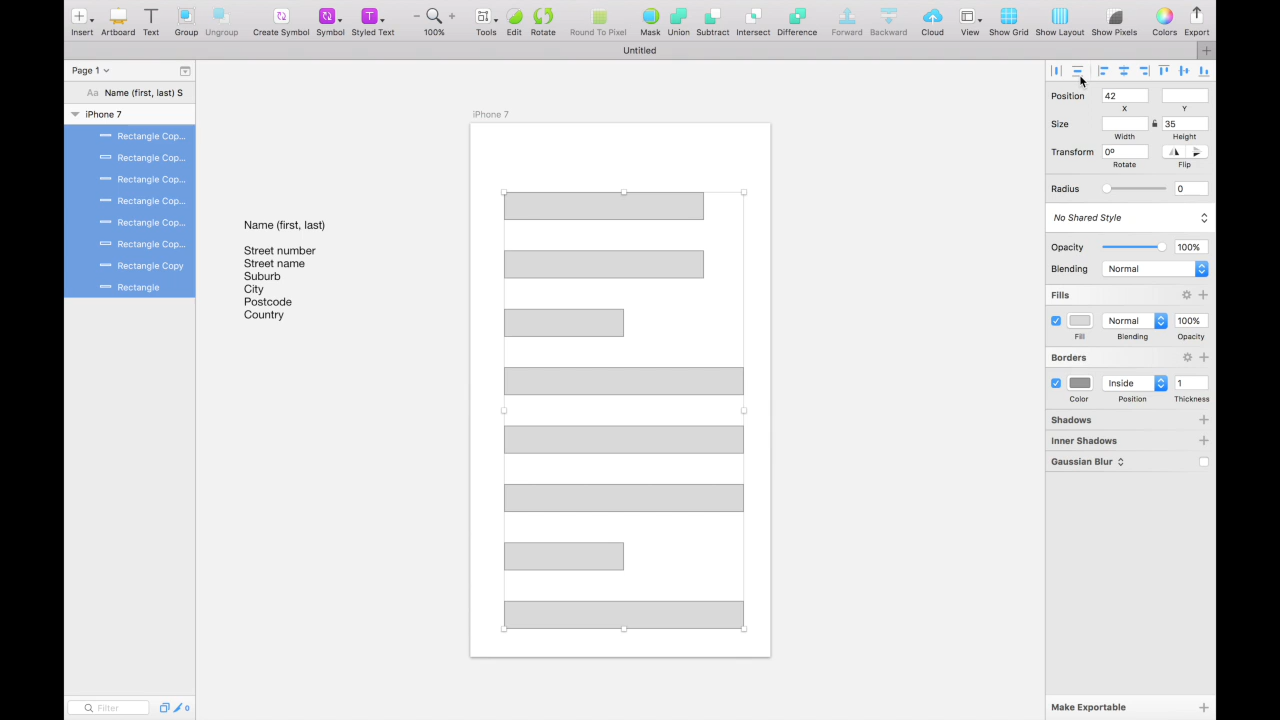 Insert Artboard Text Group Ungroup Create Symbol Symbol Styled Text 100% Tools Edit Rotate Round To Pixel Mask Union Subtract Intersect Difference Forward Backward Cloud View Show Grid Show Layout Show Pixels Colors Export
Untitled
Page 1
Aa Name (first, last) S
iPhone 7
Rectangle Cop...
Rectangle Cop...
Rectangle Cop...
Rectangle Cop...
Rectangle Cop...
Rectangle Cop...
Rectangle Copy
Rectangle
Filter
0
Name (first, last)
Street number
Street name
Suburb
City
Postcode
Country
iPhone 7
Position 42
X Y
Size 35
Width Height
Transform 0º
Rotate Flip
Radius 0
No Shared Style
Opacity 100%
Blending Normal
Fills
Normal 100%
Fill Blending Opacity
Borders
Inside 1
Color Position Thickness
Shadows
Inner Shadows
Gaussian Blur
Make Exportable